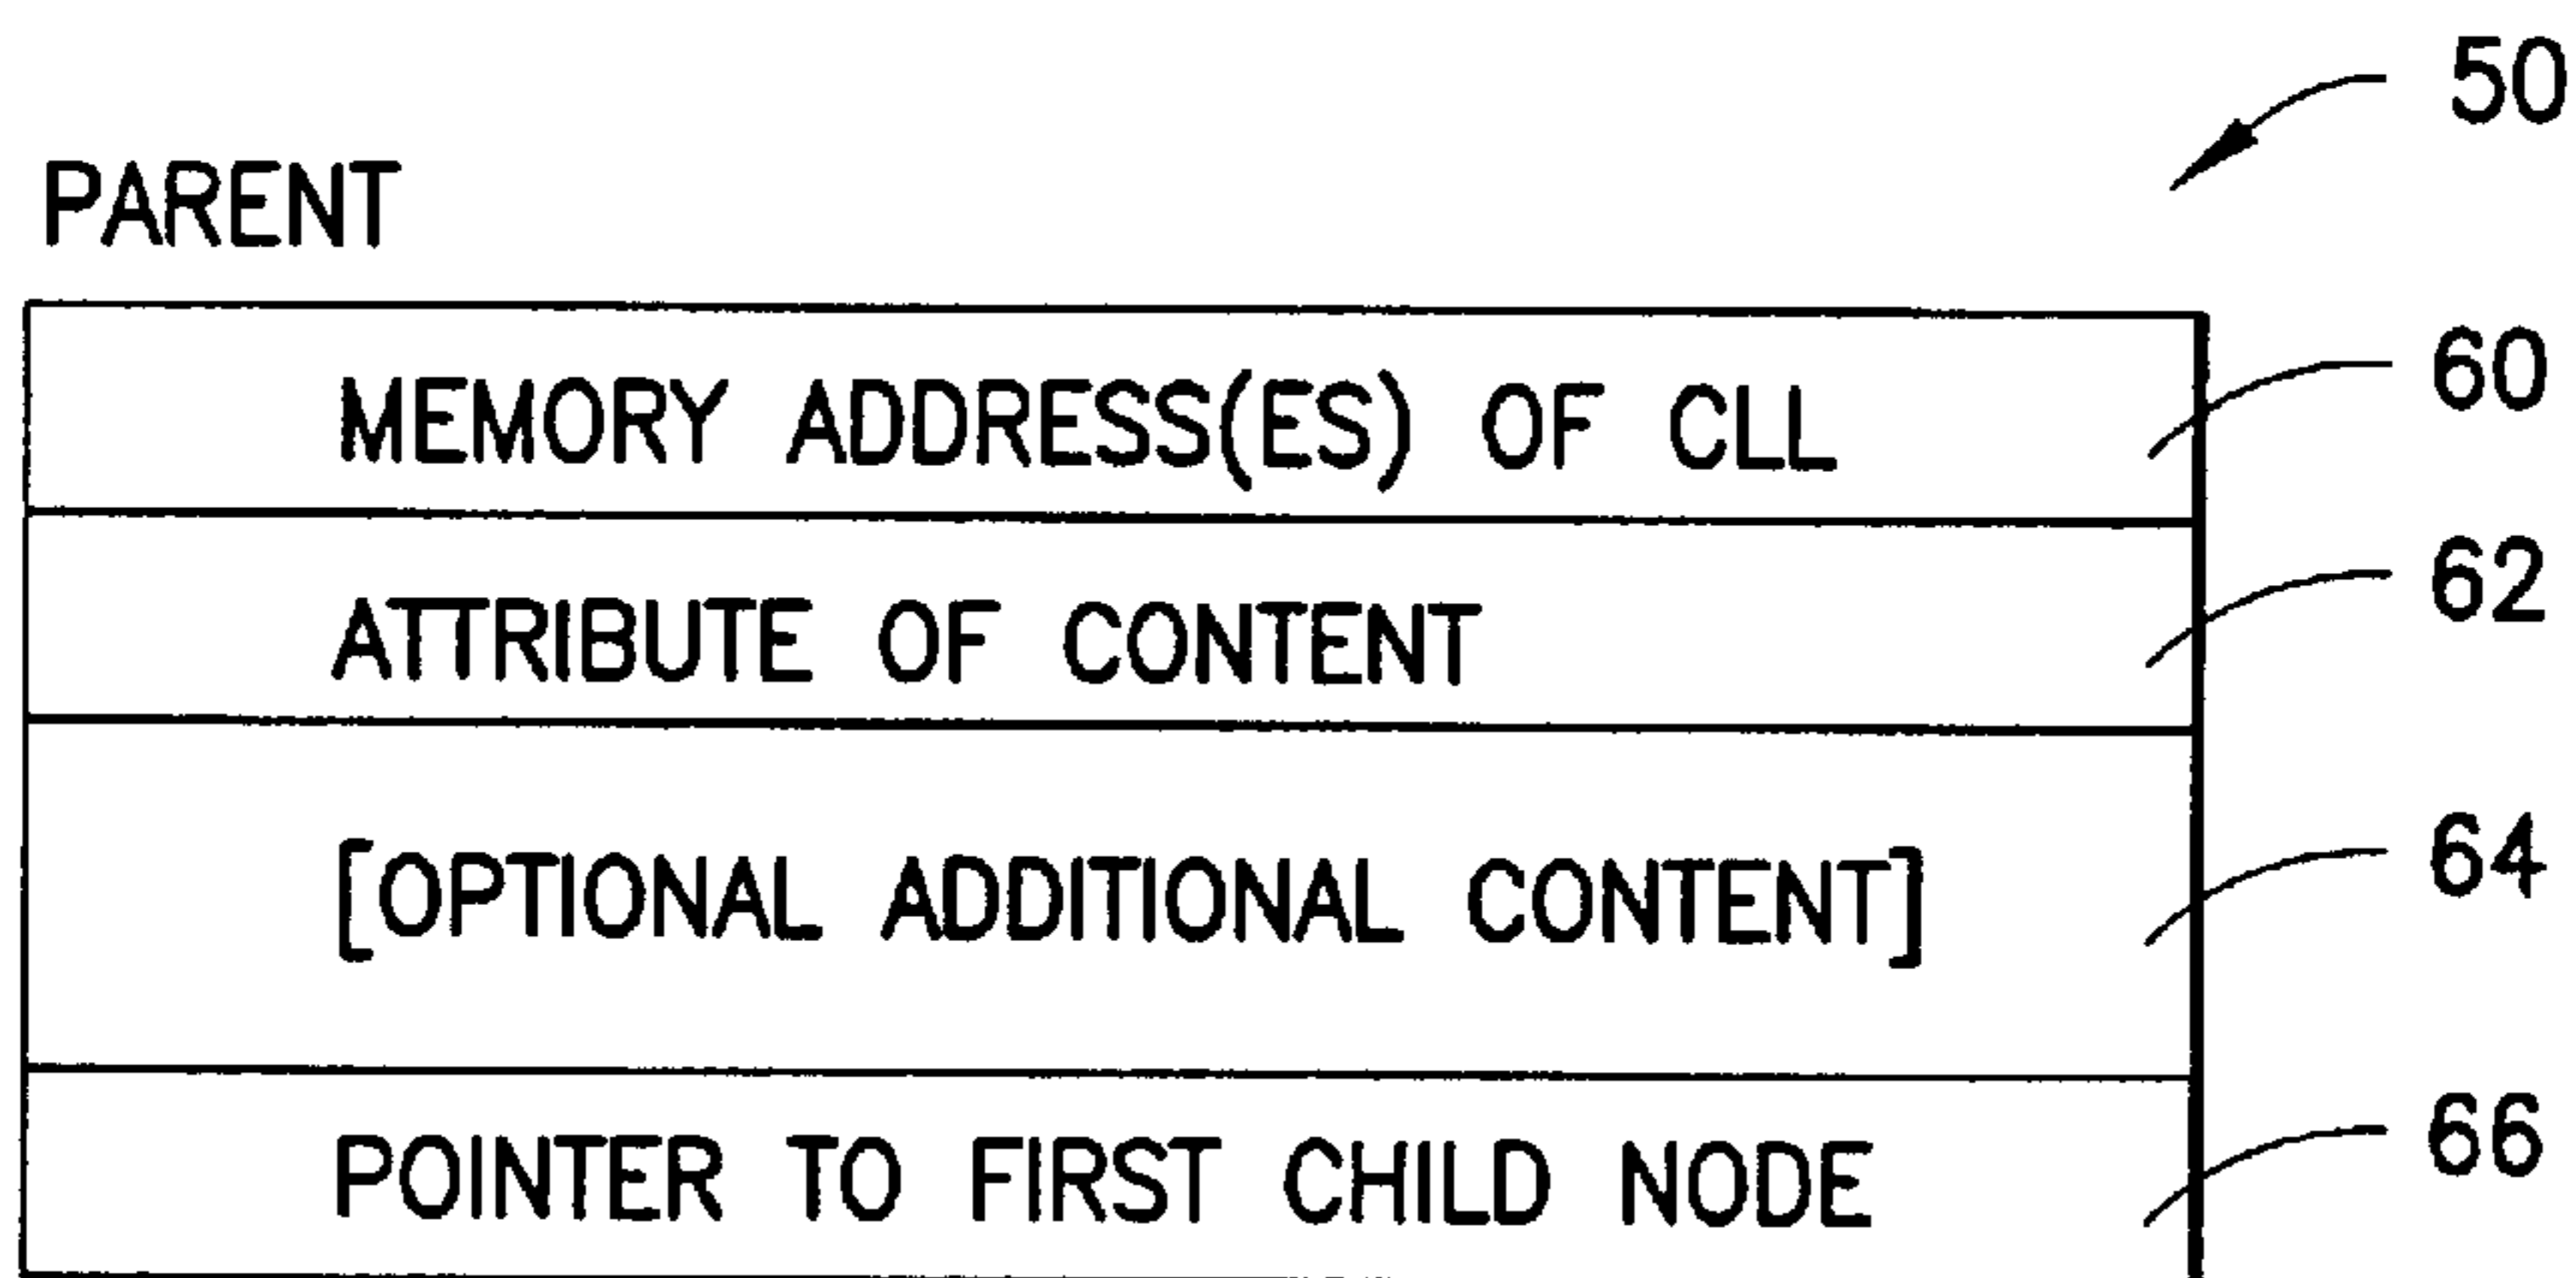 50
PARENT
MEMORY ADDRESS(ES) OF CLL 60
ATTRIBUTE OF CONTENT 62
[OPTIONAL ADDITIONAL CONTENT] 64
POINTER TO FIRST CHILD NODE 66